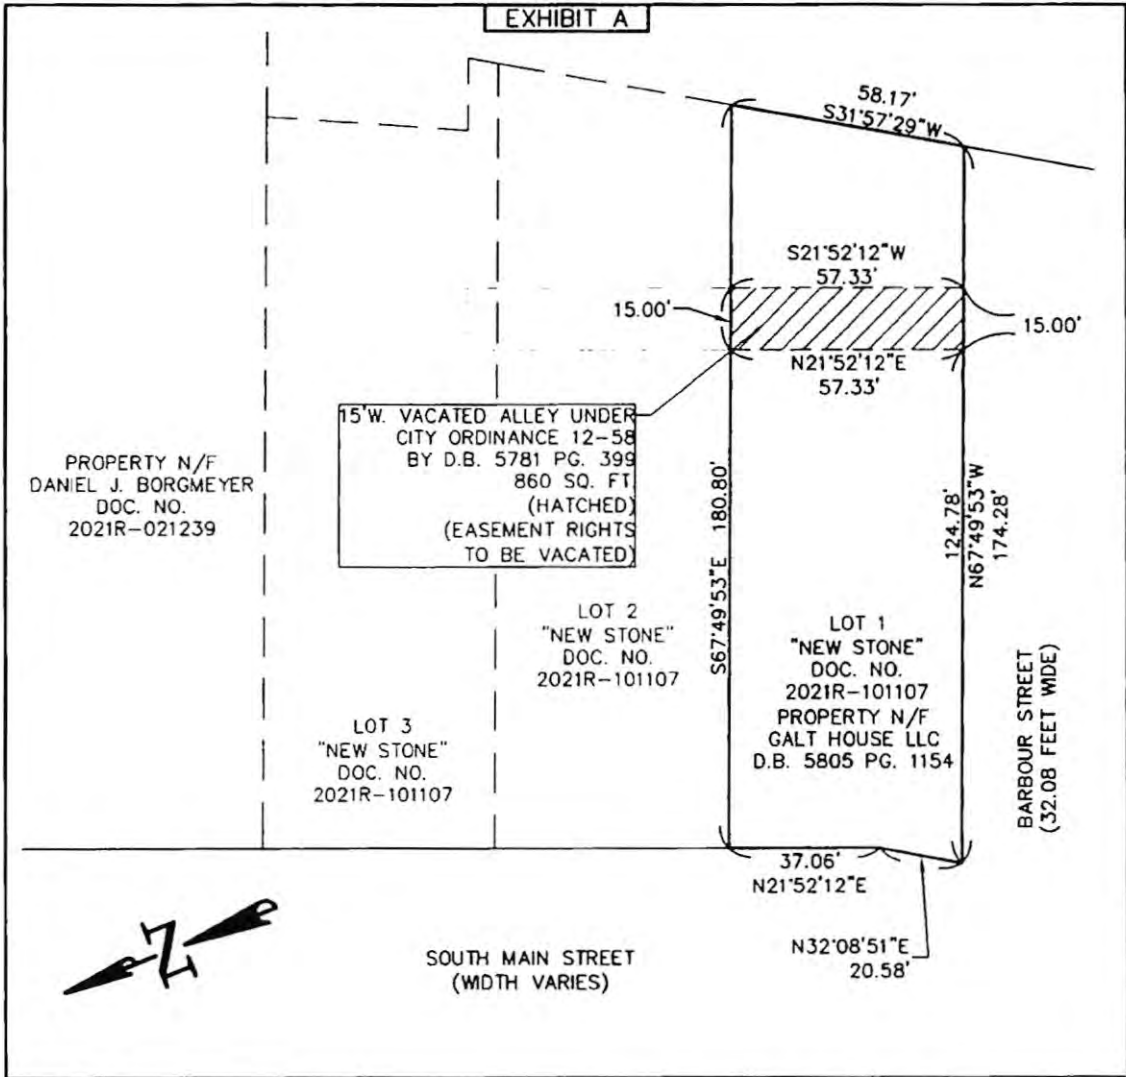 EXHIBIT A
58.17'
S31°57'29"W
S21°52'12"W
57.33'
15.00'
15.00'
N21°52'12"E
57.33'
15'W. VACATED ALLEY UNDER
CITY ORDINANCE 12-58
BY D.B. 5781 PG. 399
860 SQ. FT.
(HATCHED)
(EASEMENT RIGHTS
TO BE VACATED)
PROPERTY N/F
DANIEL J. BORGMEYER
DOC. NO.
2021R-021239
S67°49'53"E 180.80'
124.78'
N67°49'53"W
174.28'
LOT 2
"NEW STONE"
DOC. NO.
2021R-101107
LOT 1
"NEW STONE"
DOC. NO.
2021R-101107
PROPERTY N/F
GALT HOUSE LLC
D.B. 5805 PG. 1154
BARBOUR STREET
(32.08 FEET WIDE)
LOT 3
"NEW STONE"
DOC. NO.
2021R-101107
37.06'
N21°52'12"E
N32°08'51"E
20.58'
N
SOUTH MAIN STREET
(WIDTH VARIES)